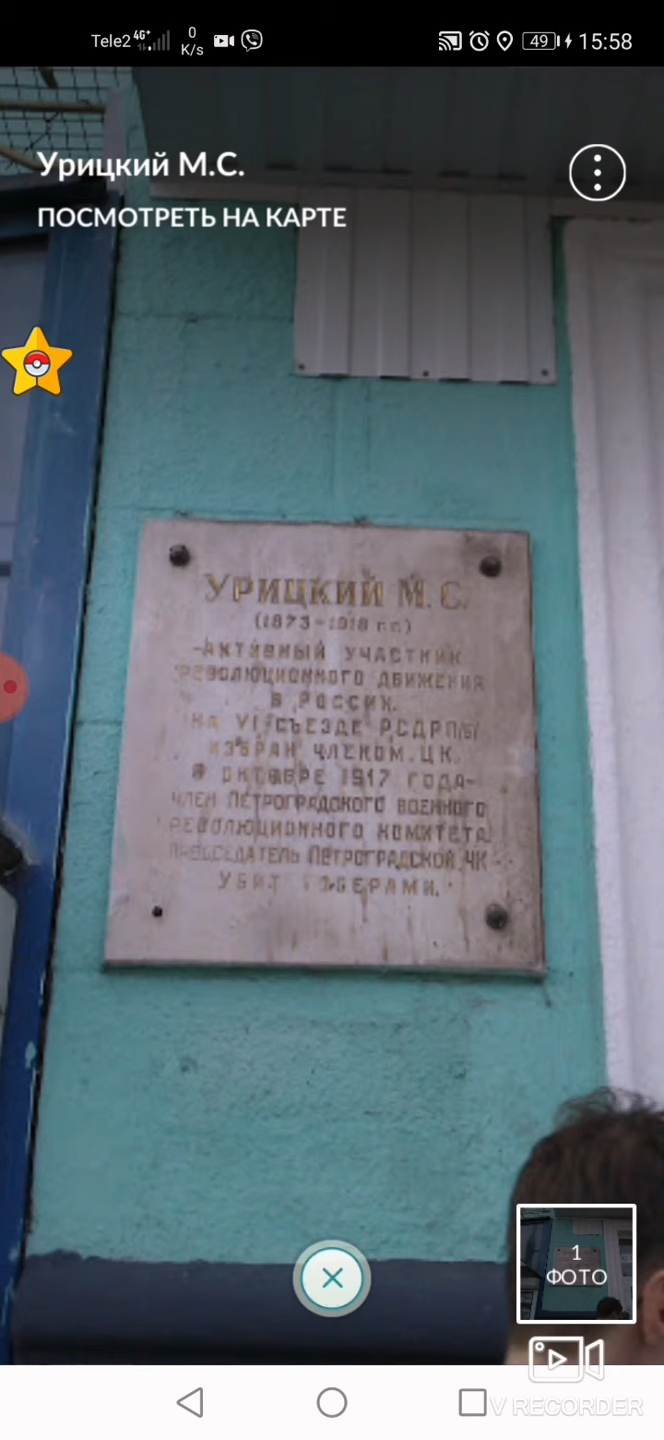 Tele2 4G+ 0 K/s 49 15:58
Урицкий М.С.
ПОСМОТРЕТЬ НА КАРТЕ
УРИЦКИЙ М. С.
(1873-1918 г.г.)
-АКТИВНЫЙ УЧАСТНИК
РЕВОЛЮЦИОННОГО ДВИЖЕНИЯ
В РОССИИ.
НА VI СЪЕЗДЕ РСДРП(б)
ИЗБРАН ЧЛЕНОМ ЦК.
В ОКТЯБРЕ 1917 ГОДА-
ЧЛЕН ПЕТРОГРАДСКОГО ВОЕННОГО
РЕВОЛЮЦИОННОГО КОМИТЕТА,
ПРЕДСЕДАТЕЛЬ ПЕТРОГРАДСКОЙ ЧК-
УБИТ ЭСЕРАМИ.
1
ФОТО
V RECORDER